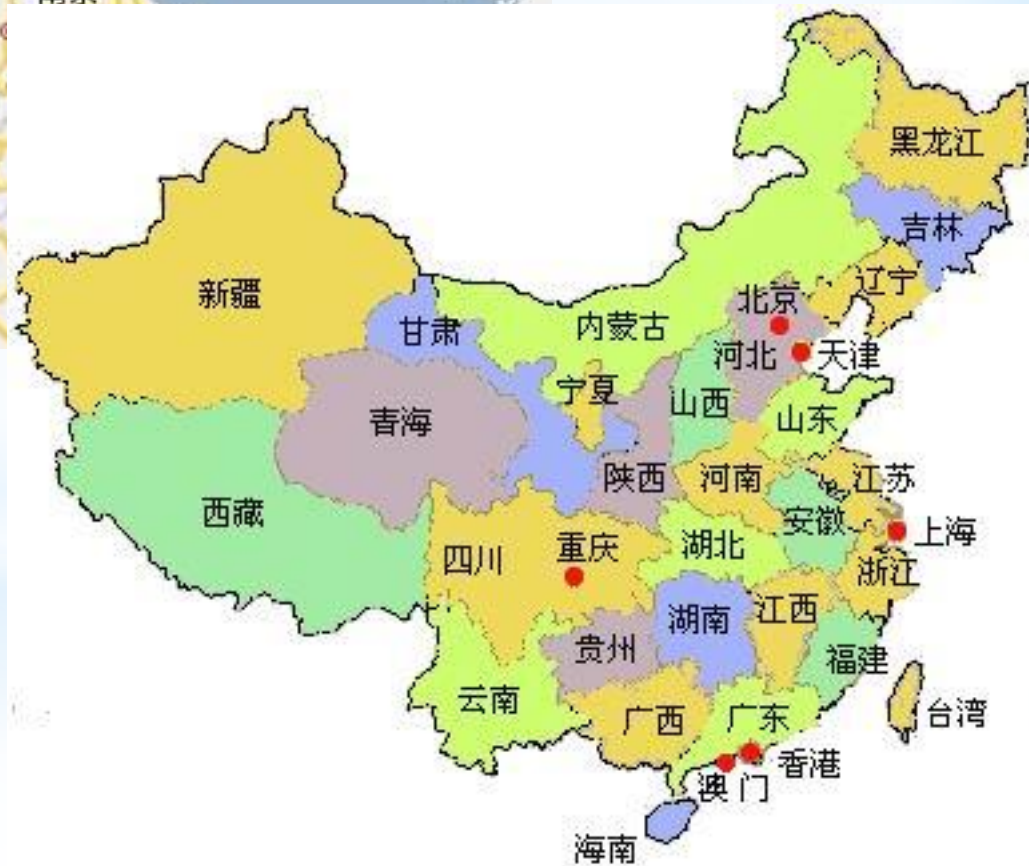 黑龙江
吉林
辽宁
新疆
北京
内蒙古
甘肃
河北
天津
宁夏
山西
山东
青海
陕西
河南
江苏
西藏
安徽
上海
四川
重庆
湖北
浙江
湖南
江西
贵州
福建
云南
广西
广东
台湾
香港
澳门
海南